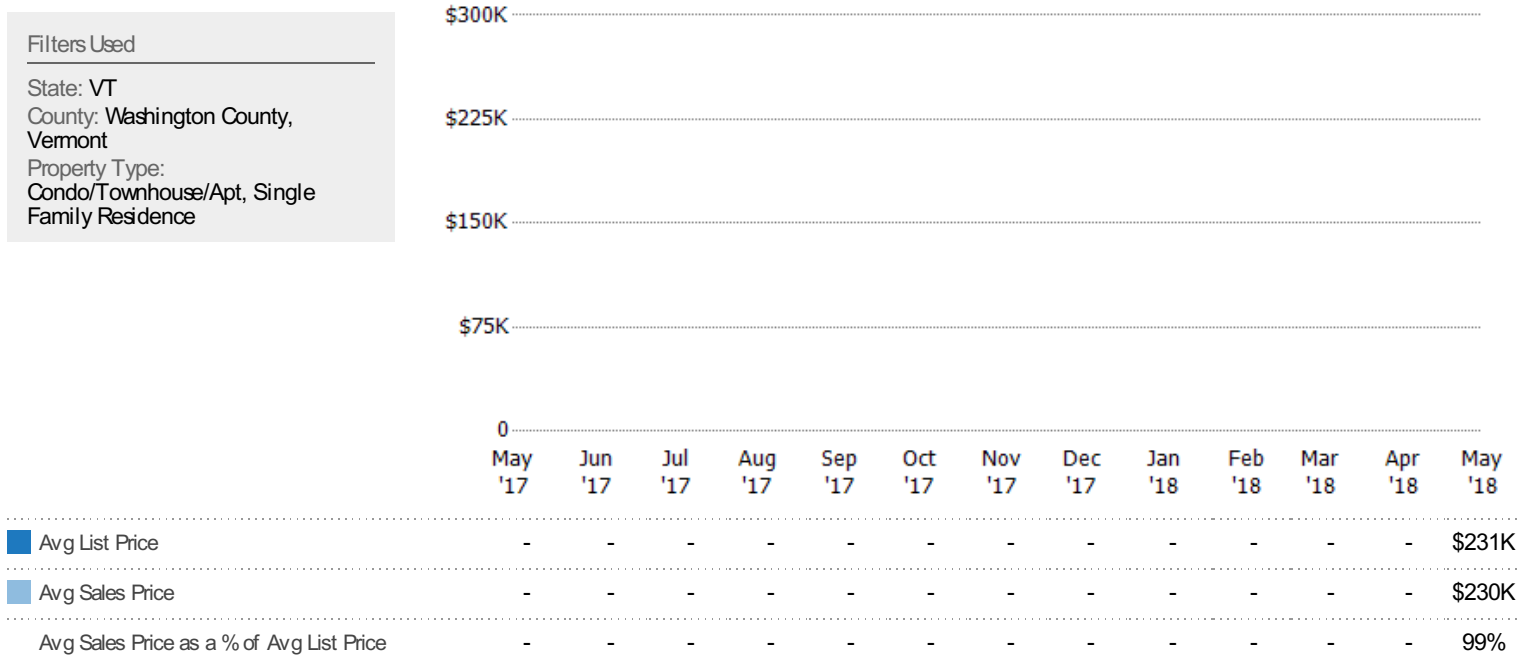 Filters Used
State: VT
County: Washington County,
Vermont
Property Type:
Condo/Townhouse/Apt, Single
Family Residence
$300K
$225K
$150K
$75K
0
May Jun Jul Aug Sep Oct Nov Dec Jan Feb Mar Apr May
'17 '17 '17 '17 '17 '17 '17 '17 '18 '18 '18 '18 '18
Avg List Price - - - - - - - - - - - - $231K
Avg Sales Price - - - - - - - - - - - - $230K
Avg Sales Price as a % of Avg List Price - - - - - - - - - - - - 99%